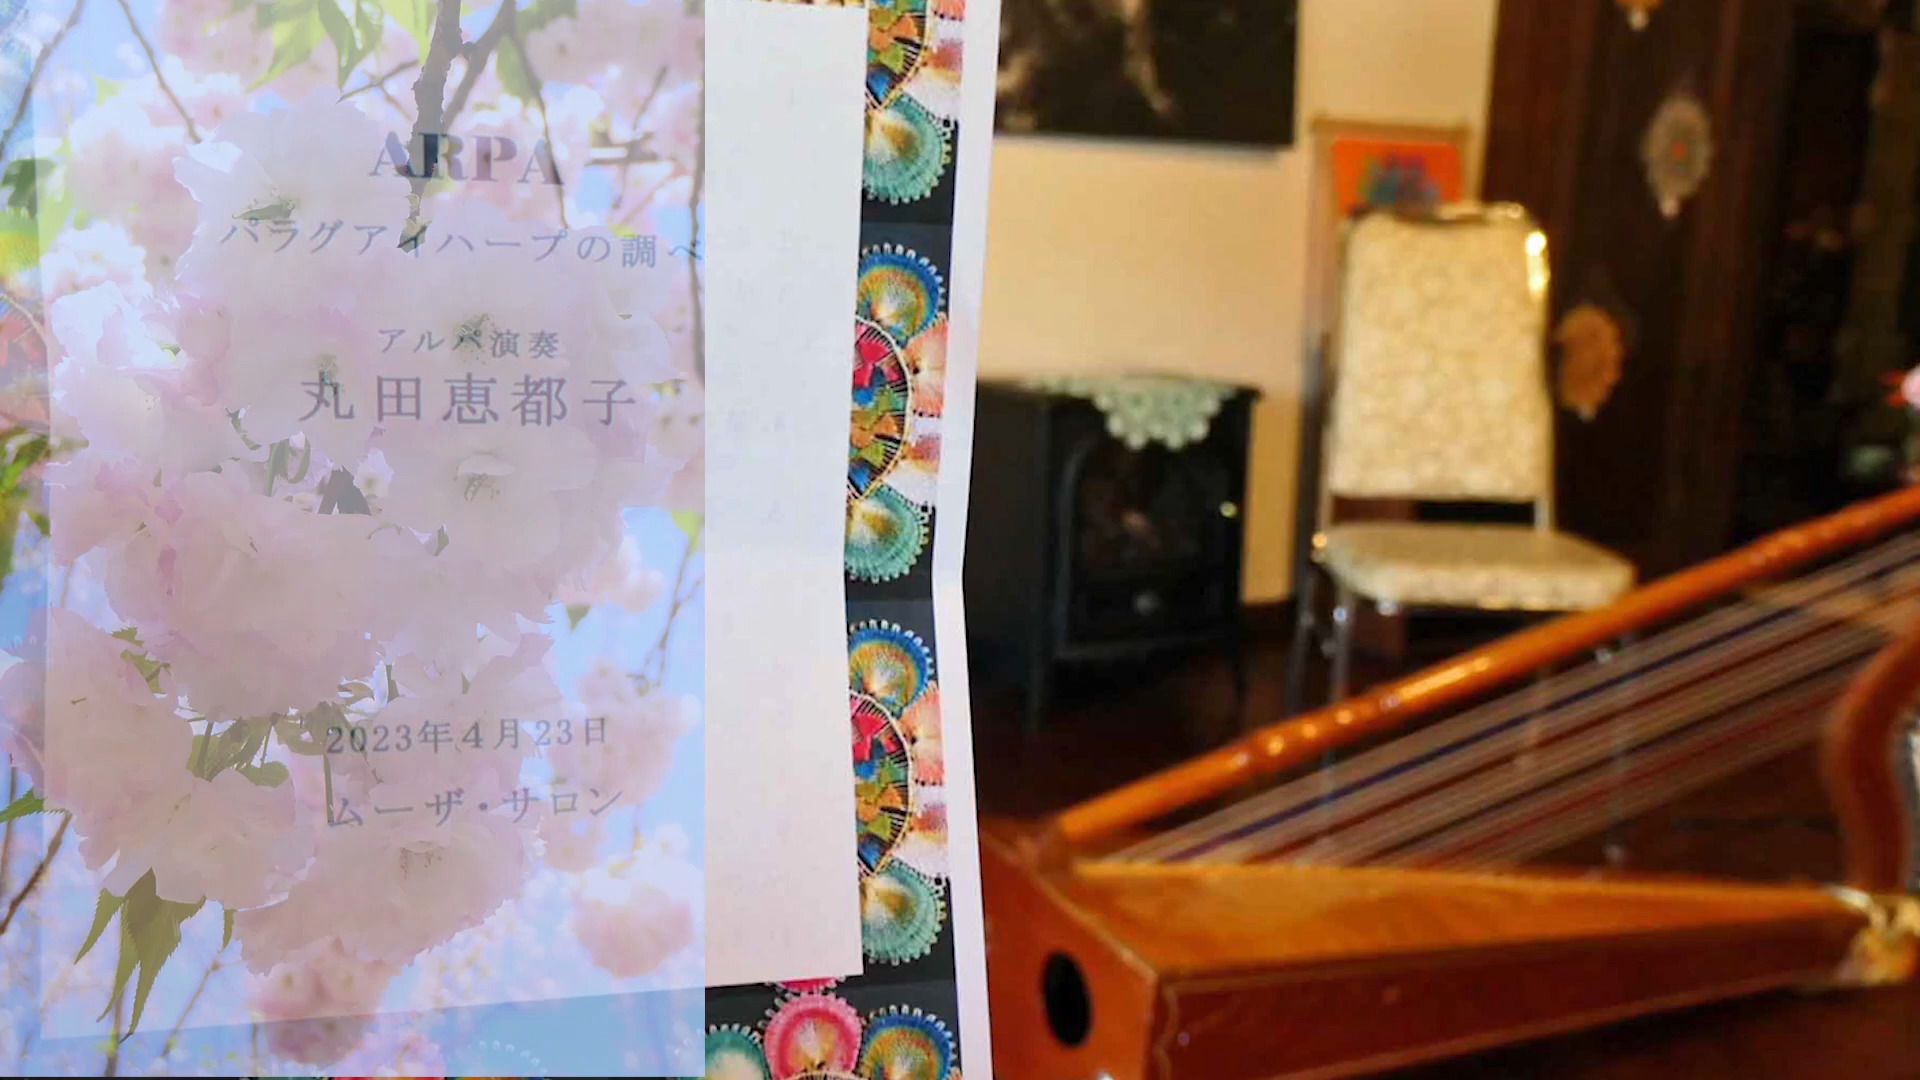 ARPA
パラグアイハープの調べ
アルパ演奏
丸田恵都子
2023年4月23日
ムーザ・サロン